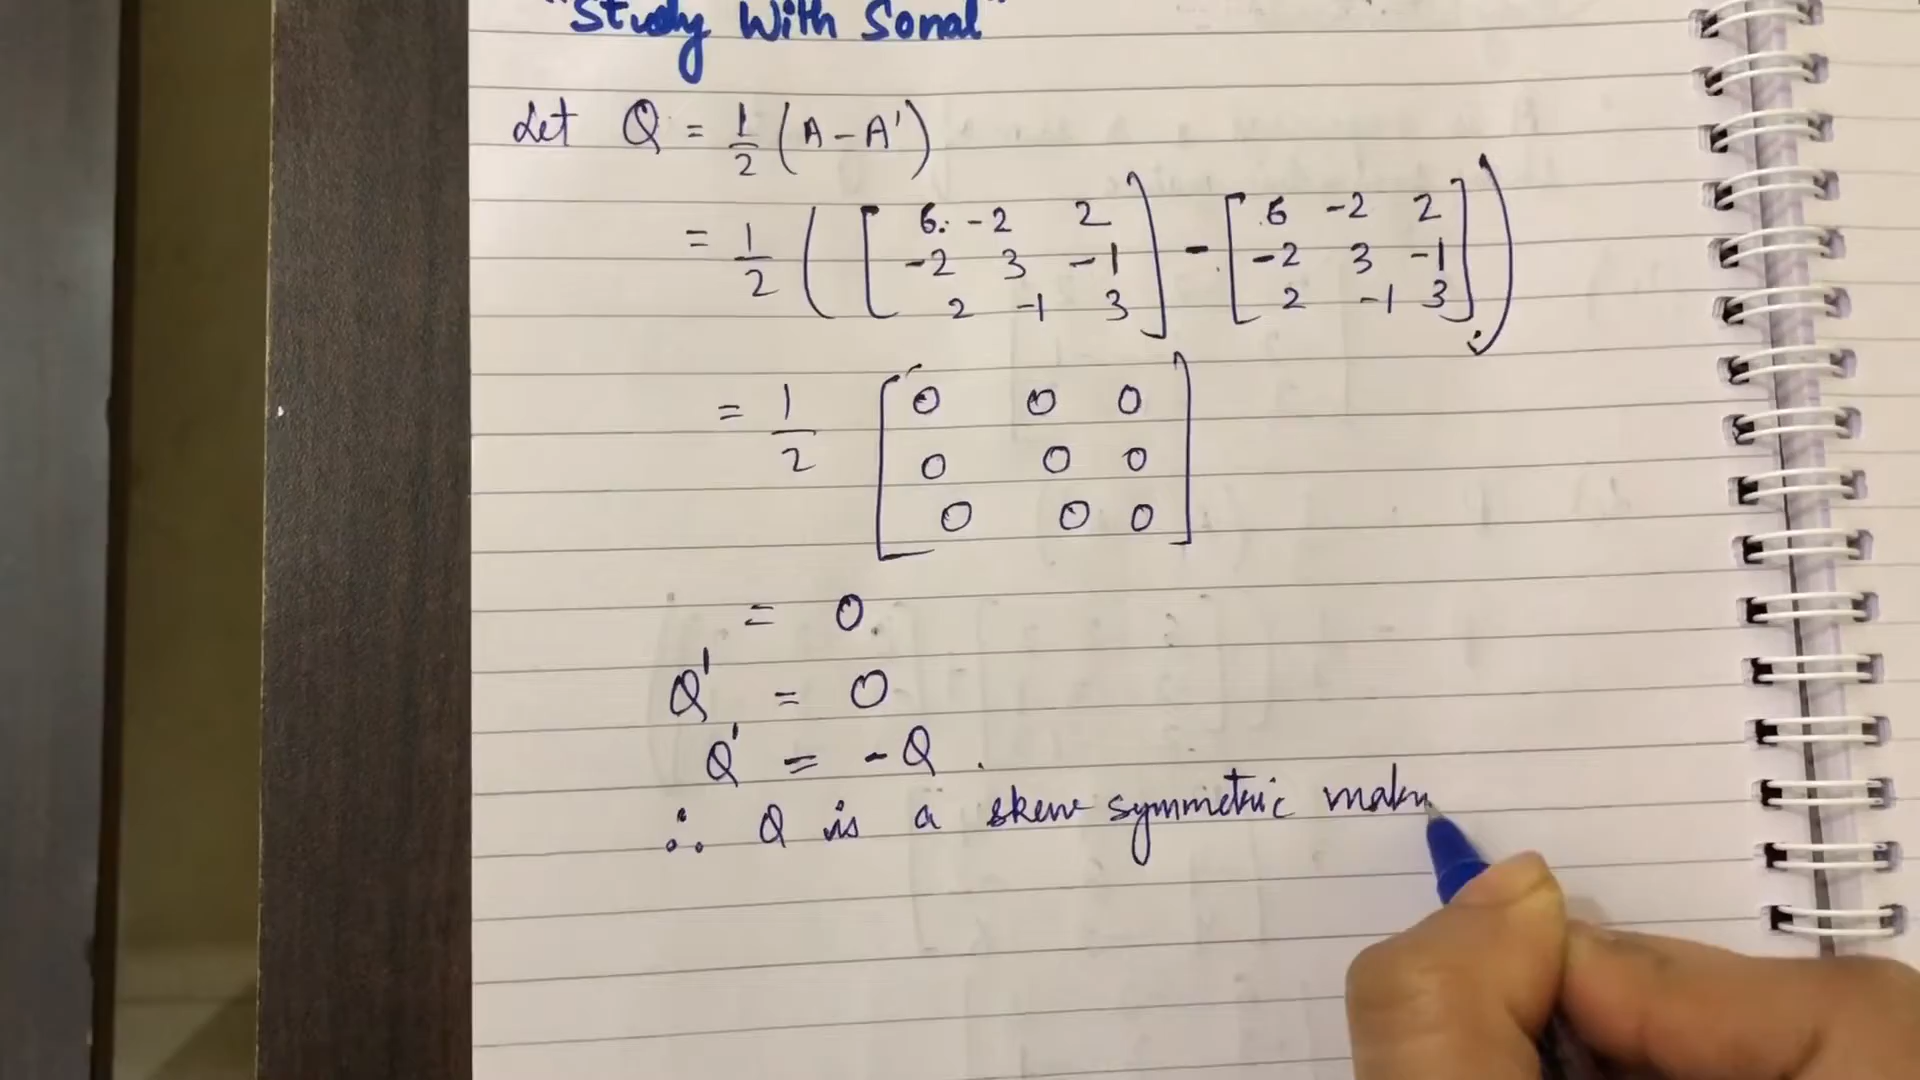 "Study With Sonal"
Let Q = 1/2 (A - A')
= 1/2 ( [ 6 -2 2
-2 3 -1
2 -1 3 ] - [ 6 -2 2
-2 3 -1
2 -1 3 ] )
= 1/2 [ 0 0 0
0 0 0
0 0 0 ]
= 0.
Q' = 0
Q' = -Q .
∴ Q is a skew symmetric